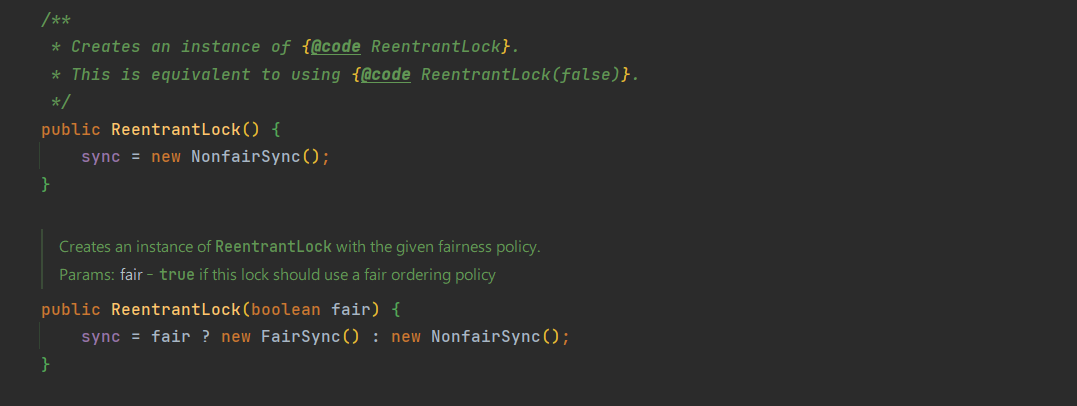 /**
 * Creates an instance of {@code ReentrantLock}.
 * This is equivalent to using {@code ReentrantLock(false)}.
 */
public ReentrantLock() {
    sync = new NonfairSync();
}
Creates an instance of ReentrantLock with the given fairness policy.
Params: fair – true if this lock should use a fair ordering policy
public ReentrantLock(boolean fair) {
    sync = fair ? new FairSync() : new NonfairSync();
}